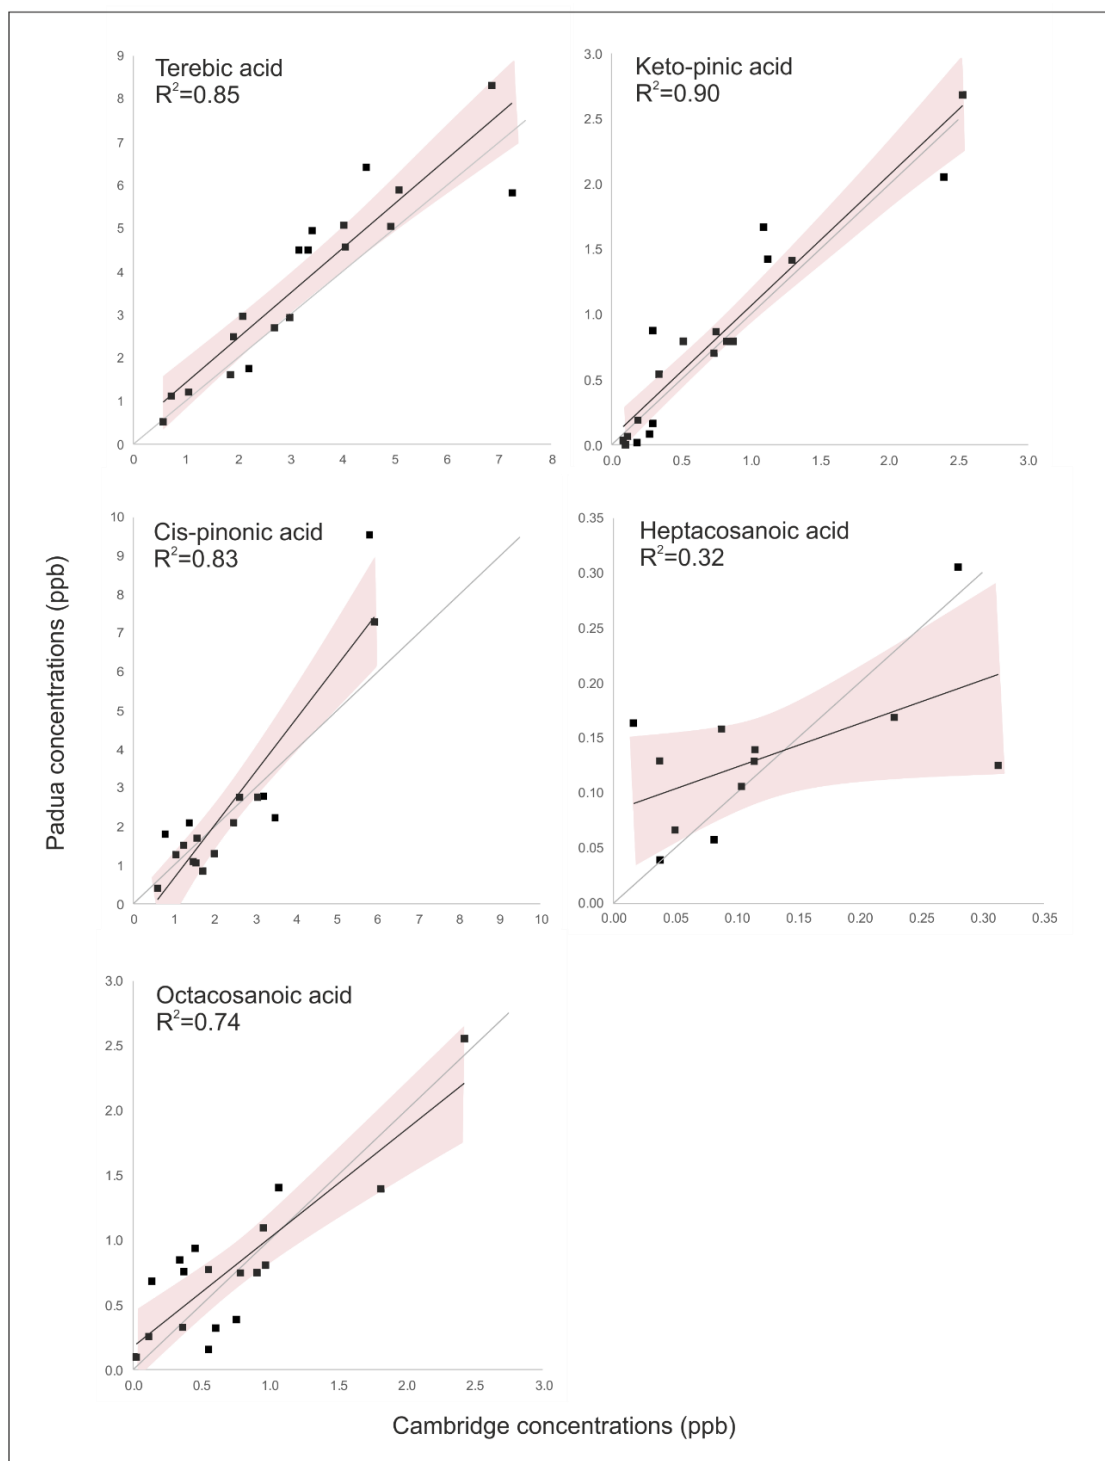 Terebic acid
R²=0.85
9
8
7
6
5
4
3
2
1
0
0 1 2 3 4 5 6 7 8
Keto-pinic acid
R²=0.90
3.0
2.5
2.0
1.5
1.0
0.5
0.0
0.0 0.5 1.0 1.5 2.0 2.5 3.0
Padua concentrations (ppb)
Cis-pinonic acid
R²=0.83
10
9
8
7
6
5
4
3
2
1
0
0 1 2 3 4 5 6 7 8 9 10
Heptacosanoic acid
R²=0.32
0.35
0.30
0.25
0.20
0.15
0.10
0.05
0.00
0.00 0.05 0.10 0.15 0.20 0.25 0.30 0.35
Octacosanoic acid
R²=0.74
3.0
2.5
2.0
1.5
1.0
0.5
0.0
0.0 0.5 1.0 1.5 2.0 2.5 3.0
Cambridge concentrations (ppb)